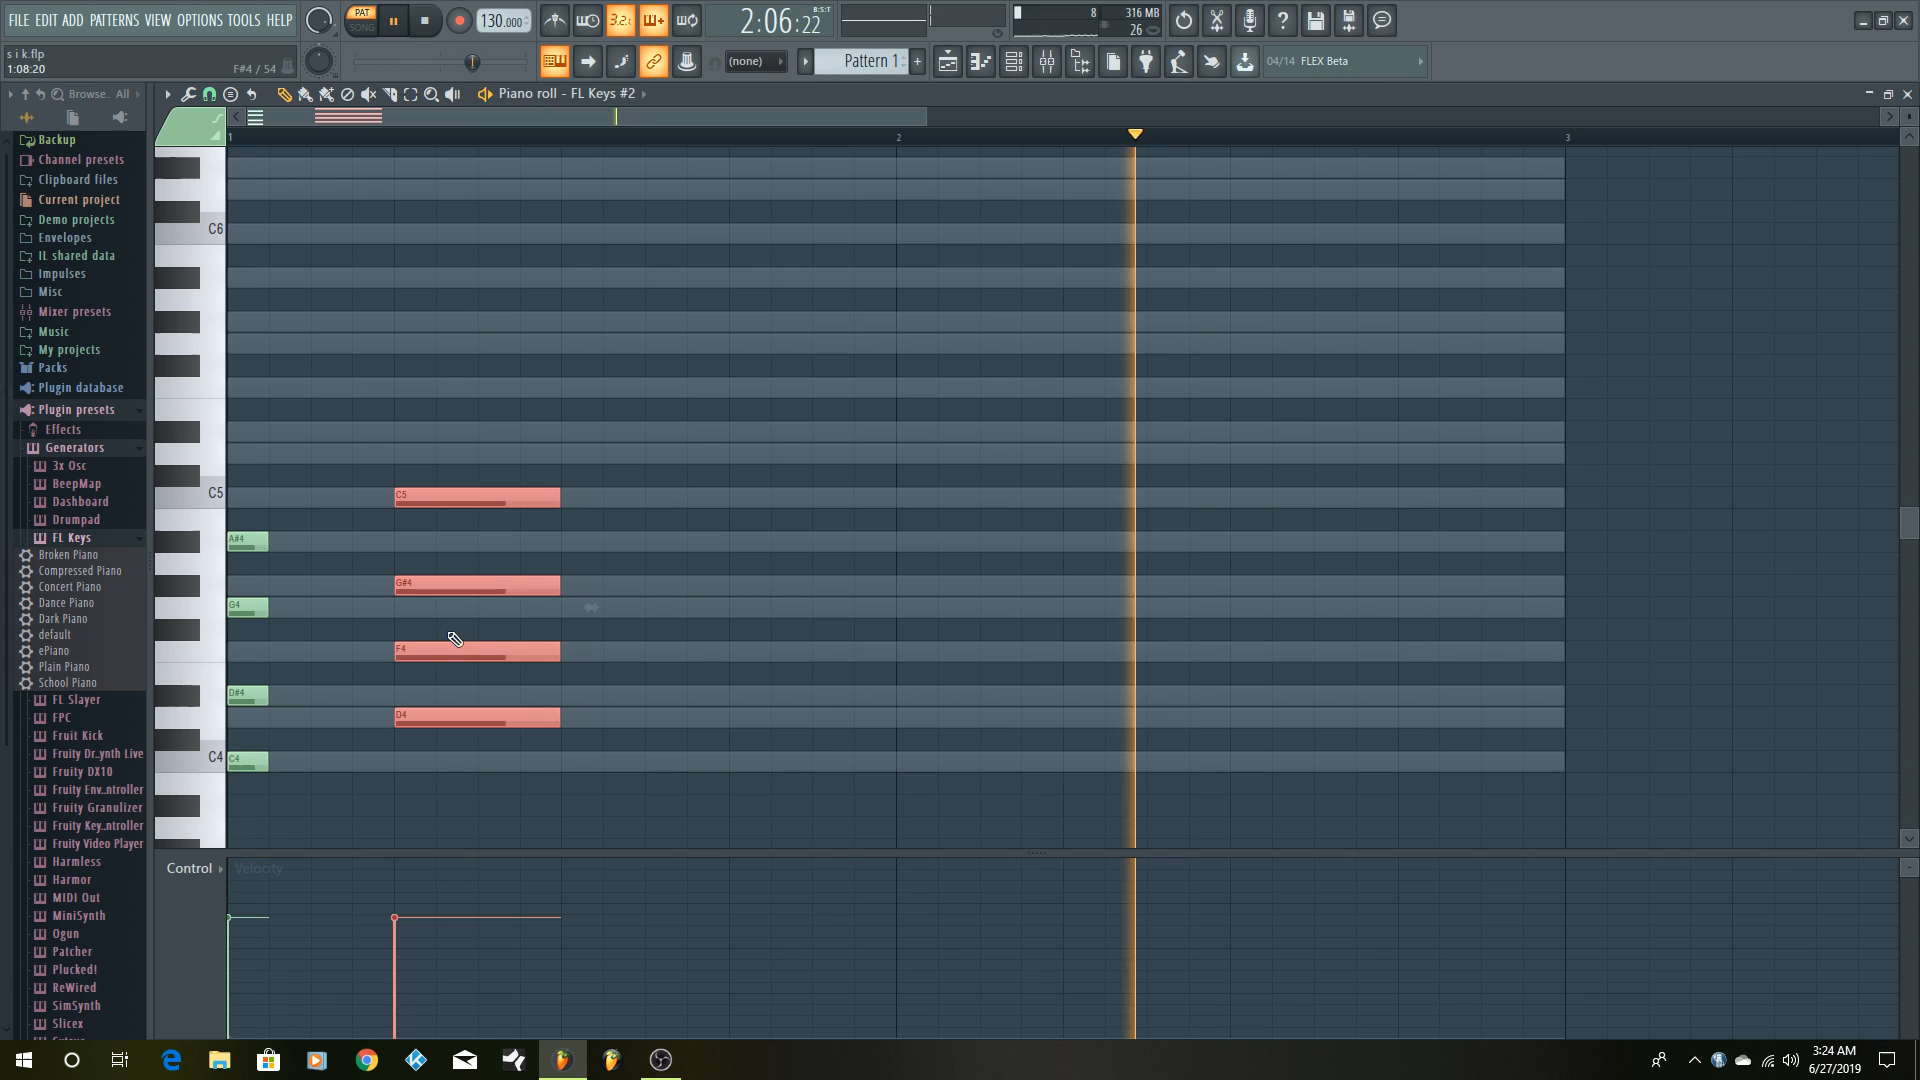 FILE EDIT ADD PATTERNS VIEW OPTIONS TOOLS HELP
PAT
SONG
130.000
3.2.
2:06:22
B:S:T
8
316 MB
26
s i k.flp
1:08:20
F#4 / 54
(none)
Pattern 1
+
04/14 FLEX Beta
Browse.. All
Piano roll - FL Keys #2
1
2
3
Backup
Channel presets
Clipboard files
Current project
Demo projects
Envelopes
IL shared data
Impulses
Misc
Mixer presets
Music
My projects
Packs
Plugin database
Plugin presets
Effects
Generators
3x Osc
BeepMap
Dashboard
Drumpad
FL Keys
Broken Piano
Compressed Piano
Concert Piano
Dance Piano
Dark Piano
default
ePiano
Plain Piano
School Piano
FL Slayer
FPC
Fruit Kick
Fruity Dr..ynth Live
Fruity DX10
Fruity Env..ntroller
Fruity Granulizer
Fruity Key..ntroller
Fruity Video Player
Harmless
Harmor
MIDI Out
MiniSynth
Ogun
Patcher
Plucked!
ReWired
SimSynth
Slicex
C6
C5
C4
C5
A#4
G#4
G4
F4
D#4
D4
C4
Control
Velocity
3:24 AM
6/27/2019